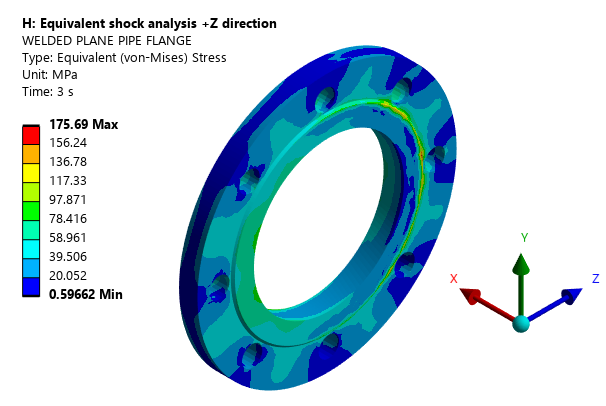 H: Equivalent shock analysis +Z direction
WELDED PLANE PIPE FLANGE
Type: Equivalent (von-Mises) Stress
Unit: MPa
Time: 3 s
175.69 Max
156.24
136.78
117.33
97.871
78.416
58.961
39.506
20.052
0.59662 Min
Y
X
Z